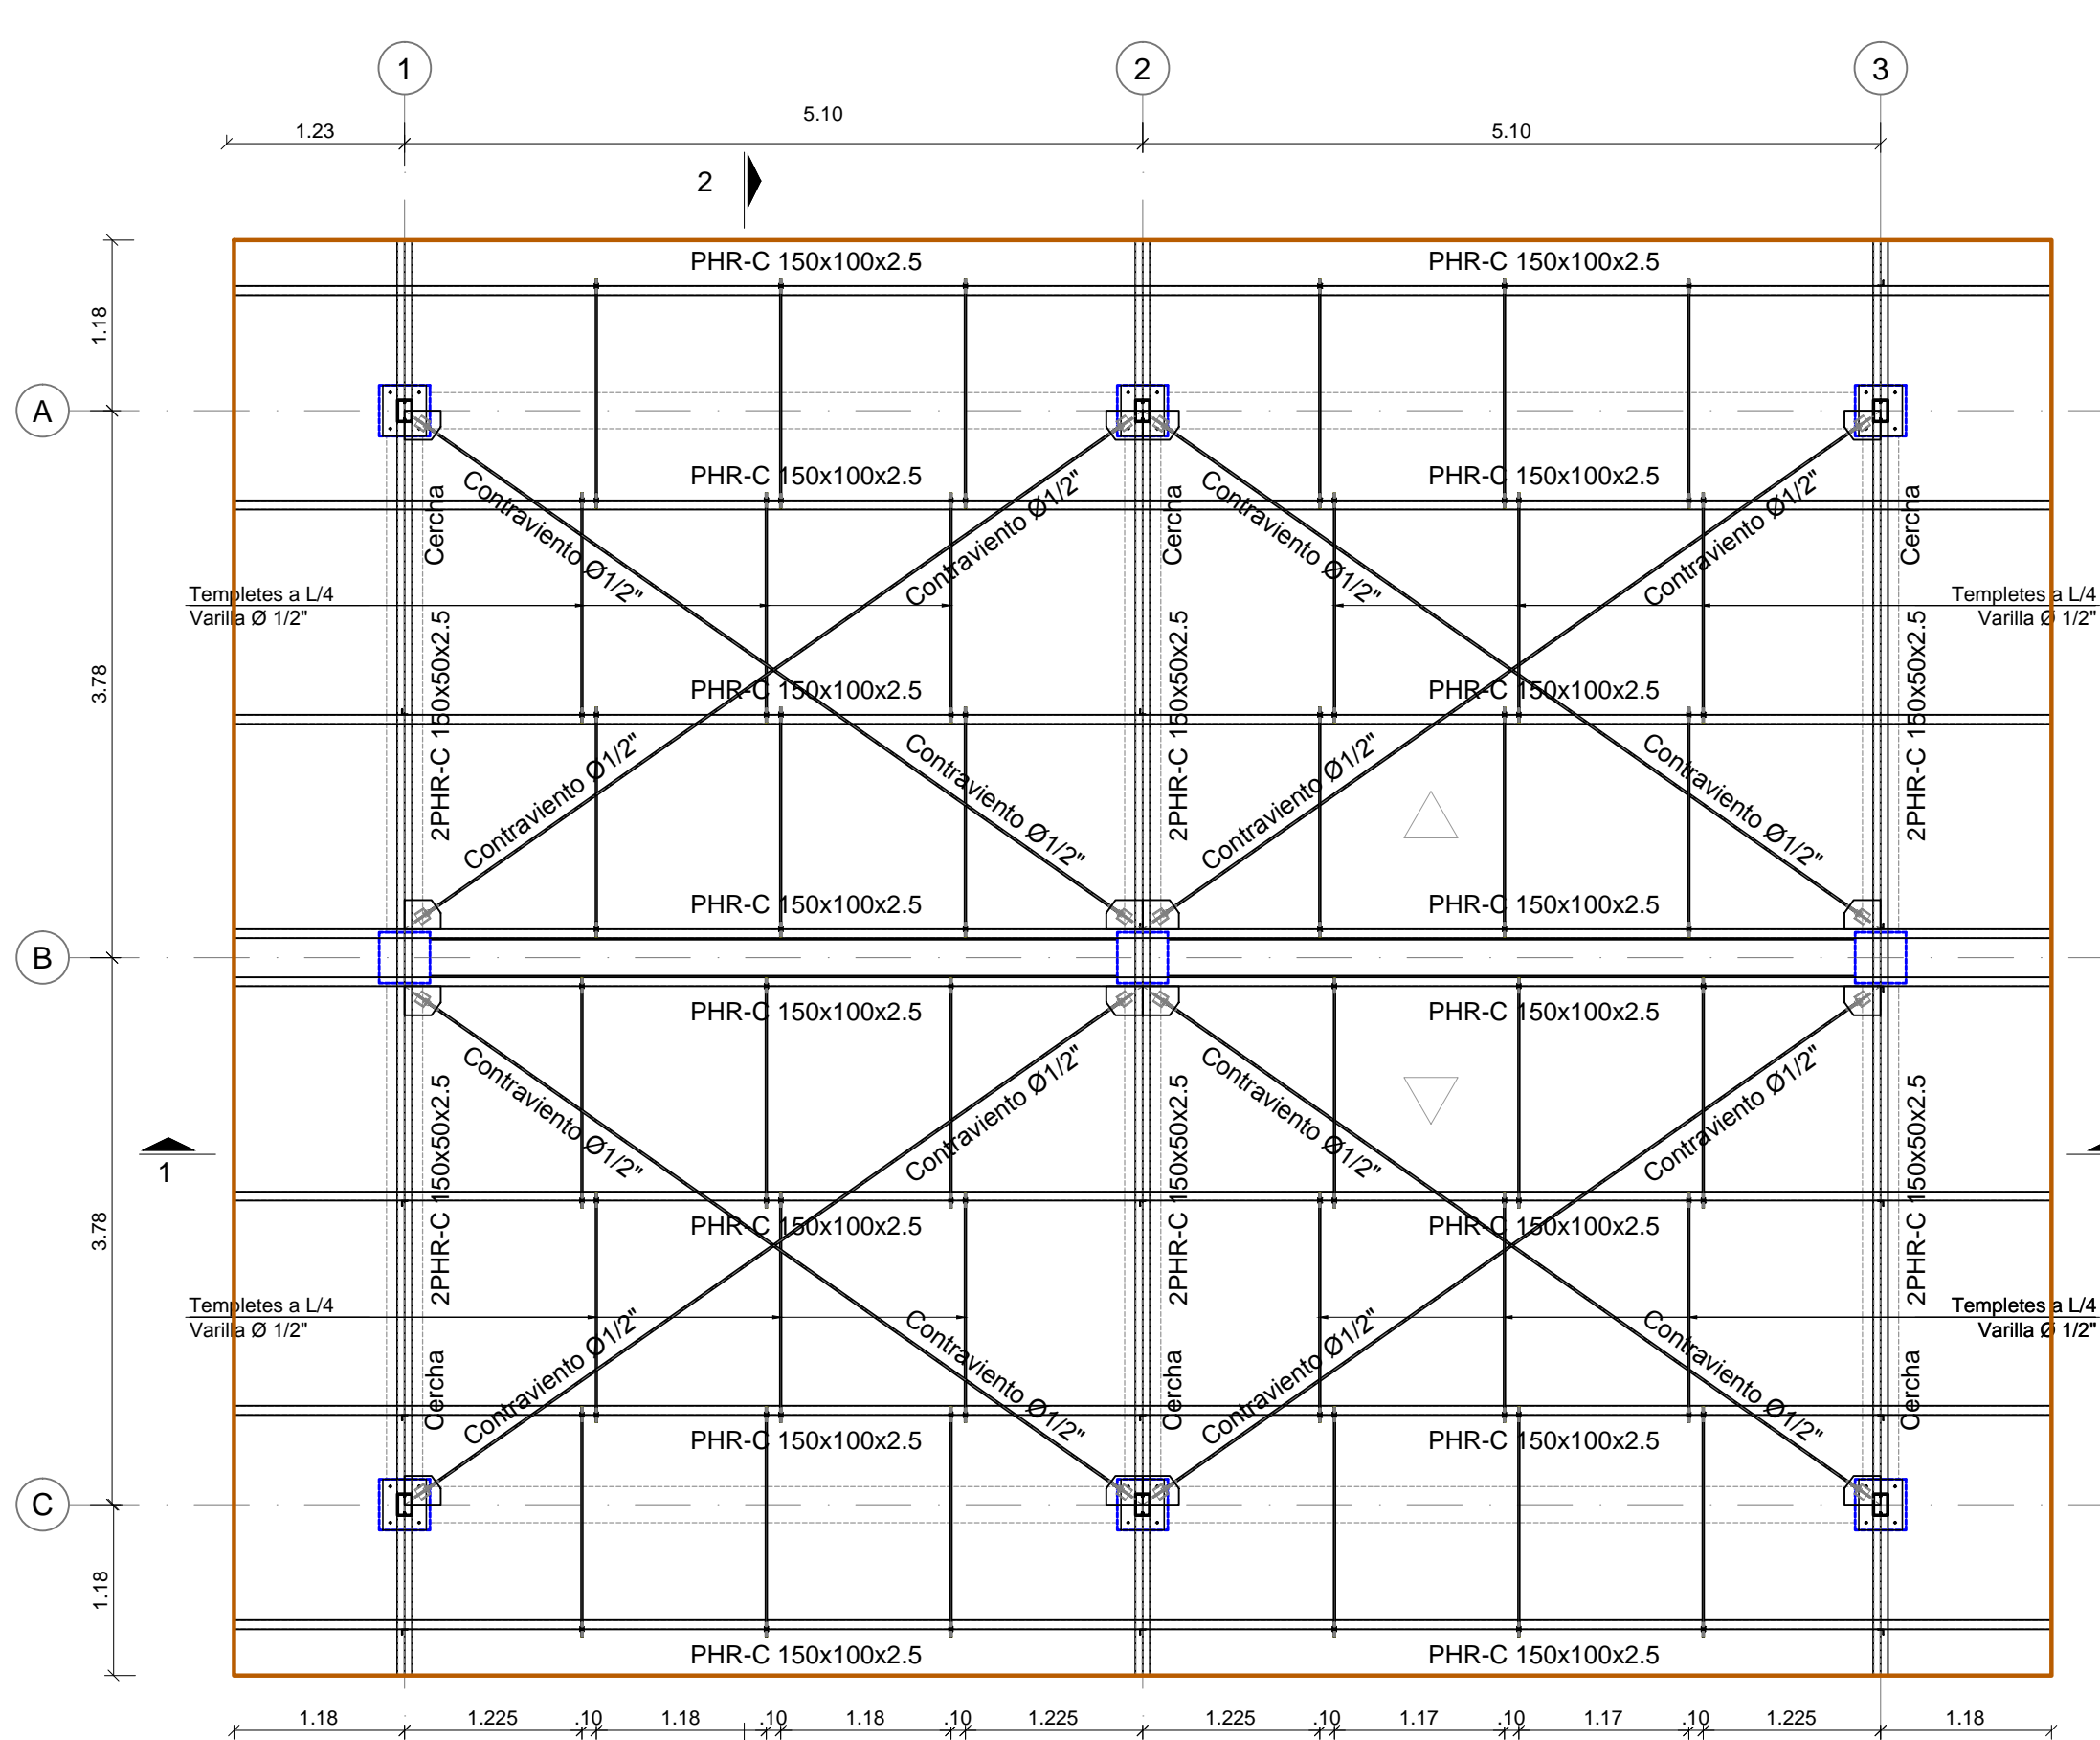 1
2
3
1.23
5.10
5.10
2
PHR-C 150x100x2.5
PHR-C 150x100x2.5
1.18
A
PHR-C 150x100x2.5
PHR-C 150x100x2.5
Cercha
Contraviento Ø1/2"
Contraviento Ø1/2"
Cercha
Contraviento Ø1/2"
Contraviento Ø1/2"
Cercha
Templetes a L/4
Varilla Ø 1/2"
Templetes a L/4
Varilla Ø 1/2"
3.78
2PHR-C 150x50x2.5
PHR-C 150x100x2.5
2PHR-C 150x50x2.5
PHR-C 150x100x2.5
2PHR-C 150x50x2.5
Contraviento Ø1/2"
Contraviento Ø1/2"
Contraviento Ø1/2"
Contraviento Ø1/2"
PHR-C 150x100x2.5
PHR-C 150x100x2.5
B
PHR-C 150x100x2.5
PHR-C 150x100x2.5
Contraviento Ø1/2"
Contraviento Ø1/2"
Contraviento Ø1/2"
Contraviento Ø1/2"
1
2PHR-C 150x50x2.5
2PHR-C 150x50x2.5
2PHR-C 150x50x2.5
3.78
PHR-C 150x100x2.5
PHR-C 150x100x2.5
Templetes a L/4
Varilla Ø 1/2"
Templetes a L/4
Varilla Ø 1/2"
Cercha
Contraviento Ø1/2"
Contraviento Ø1/2"
Cercha
Contraviento Ø1/2"
Contraviento Ø1/2"
Cercha
PHR-C 150x100x2.5
PHR-C 150x100x2.5
C
1.18
PHR-C 150x100x2.5
PHR-C 150x100x2.5
1.18
1.225
.10
1.18
.10
1.18
.10
1.225
1.225
.10
1.17
.10
1.17
.10
1.225
1.18